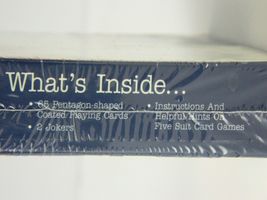 What's Inside...
• 65 Pentagon-shaped
Coated Playing Cards
• 2 Jokers
• Instructions And
Helpful Hints On
Five Suit Card Games